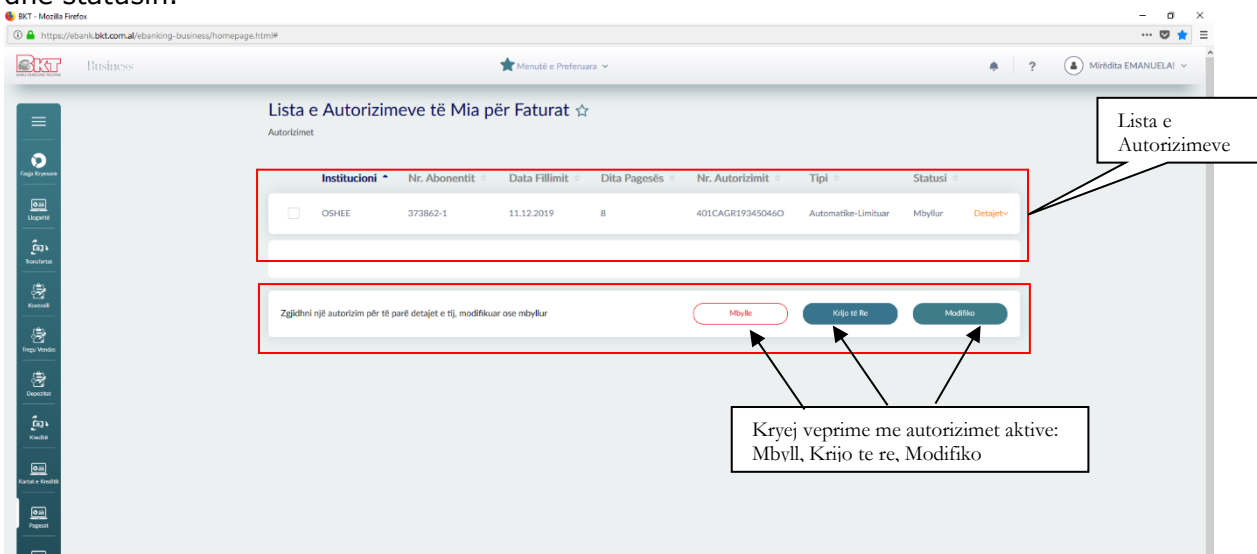 dhe statusin.
BKT - Mozilla Firefox
https://ebank.bkt.com.al/ebanking-business/homepage.html#
BKT
Business
Menutë e Preferuara
?
Mirëdita EMANUELA!
Lista e Autorizimeve të Mia për Faturat
Autorizimet
Lista e
Autorizimeve
Institucioni Nr. Abonentit Data Fillimit Dita Pagesës Nr. Autorizimit Tipi Statusi
OSHEE 373862-1 11.12.2019 8 401CAGR19345046O Automatike-Limituar Mbyllur Detajet
Zgjidhni një autorizim për të parë detajet e tij, modifikuar ose mbyllur
Mbylle
Krijo të Re
Modifiko
Kryej veprime me autorizimet aktive:
Mbyll, Krijo te re, Modifiko
Faqja Kryesore
Llogaritë
Transfertat
Kontrolli
Tregu Vendas
Depozitat
Kreditë
Kartat e Kreditit
Pagesat